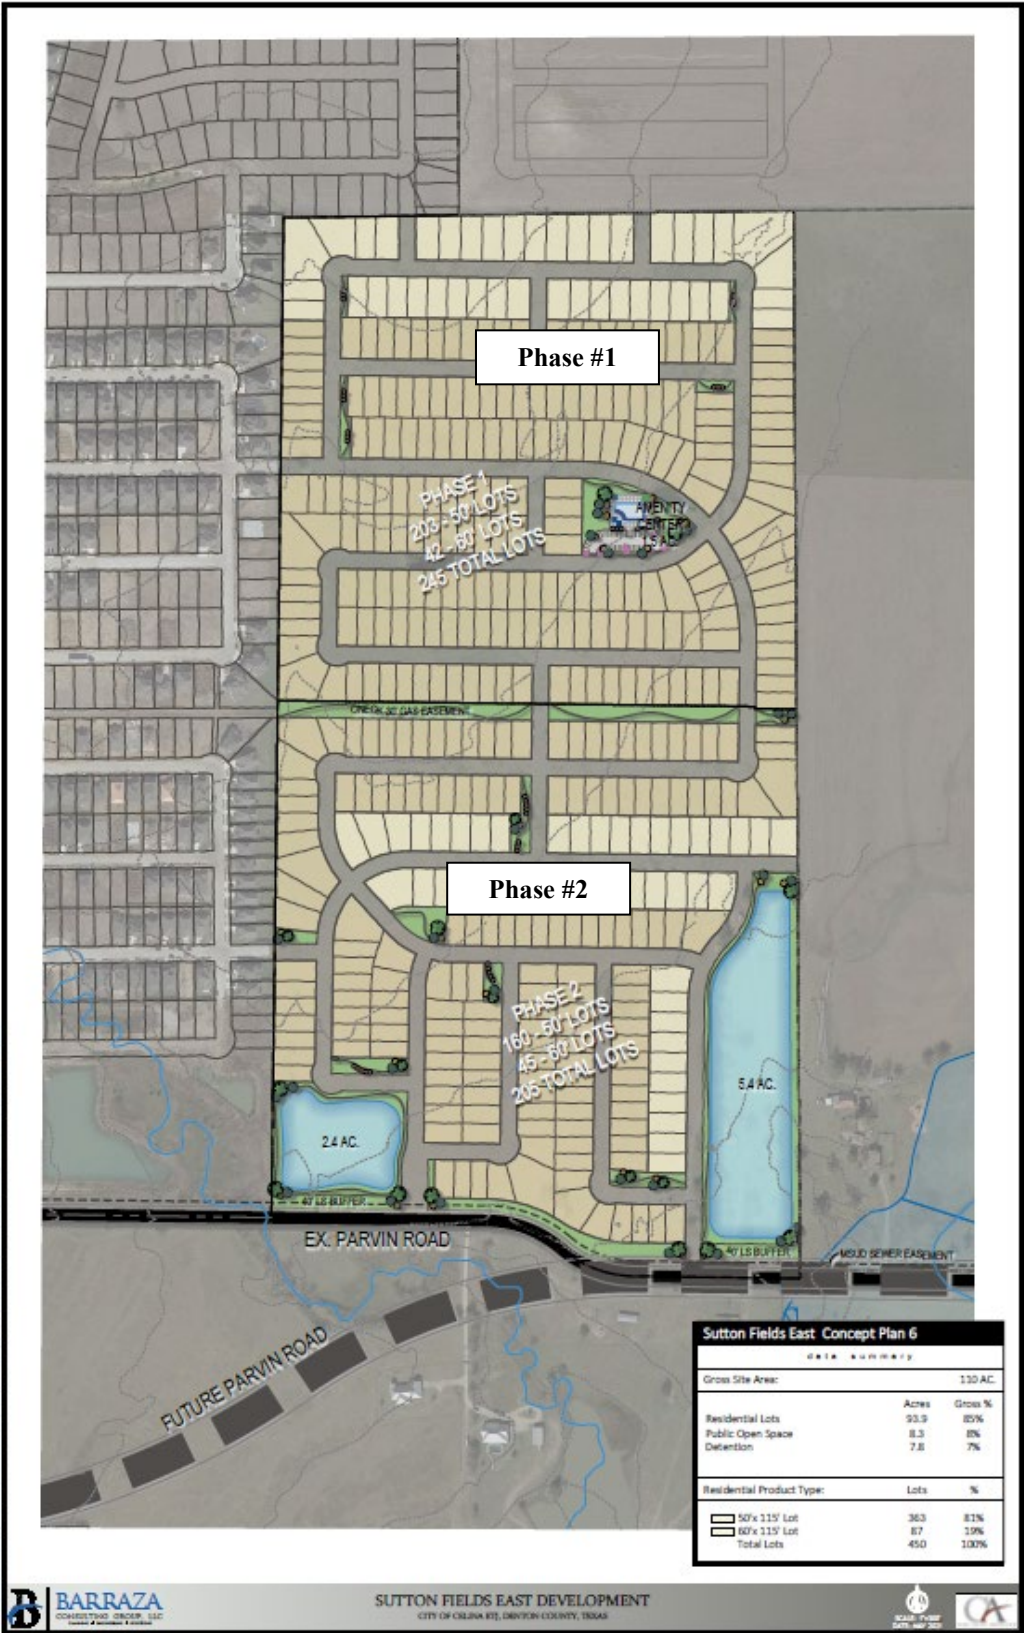 Phase #1
PHASE 1
203 - 50' LOTS
42 - 60' LOTS
245 TOTAL LOTS
AMENITY
CENTER
1.5 AC.
50' GAS EASEMENT
Phase #2
PHASE 2
160 - 50' LOTS
45 - 60' LOTS
205 TOTAL LOTS
5.4 AC.
2.4 AC.
40' LS BUFFER
EX. PARVIN ROAD
40' LS BUFFER
MSUD SEWER EASEMENT
FUTURE PARVIN ROAD
Sutton Fields East Concept Plan 6
data summary
Gross Site Area: 110 AC.
Acres Gross %
Residential Lots 93.9 85%
Public Open Space 8.3 8%
Detention 7.8 7%
Residential Product Type: Lots %
50'x 115' Lot 363 81%
60'x 115' Lot 87 19%
Total Lots 450 100%
BARRAZA
CONSULTING GROUP, LLC
SUTTON FIELDS EAST DEVELOPMENT
CITY OF CELINA ETJ, DENTON COUNTY, TEXAS
CA